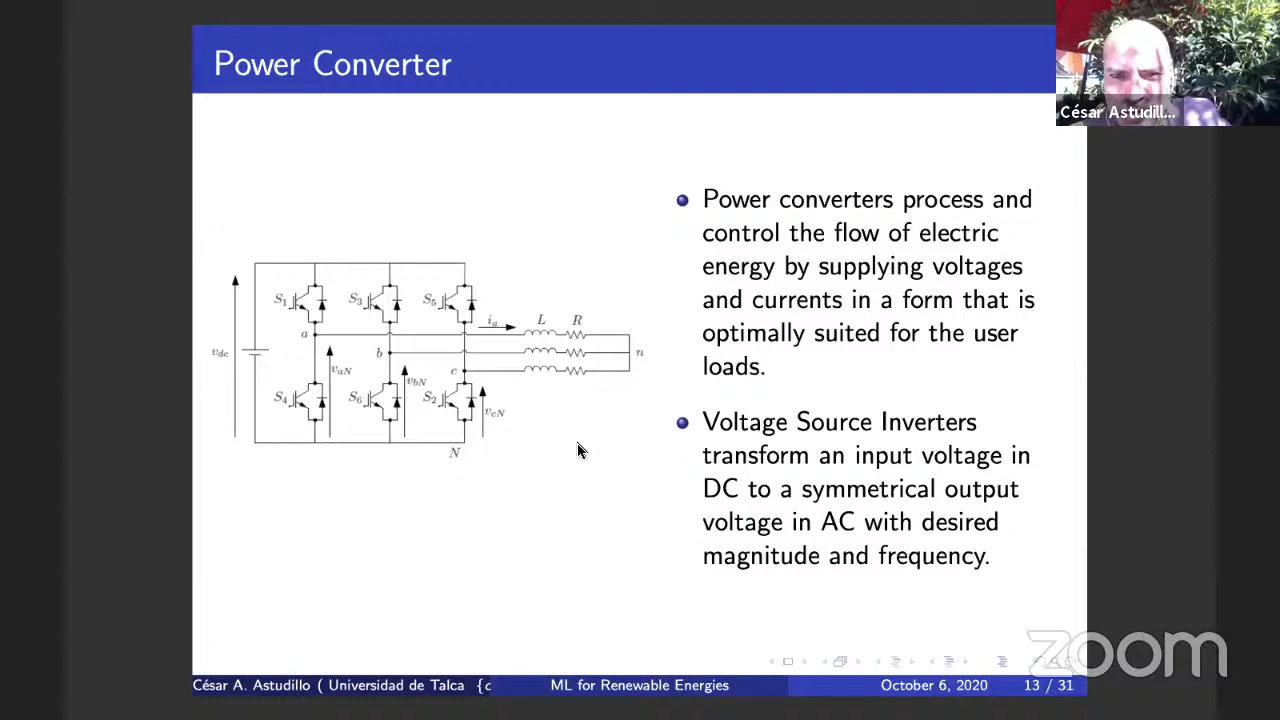 Power Converter
César Astudill...
Power converters process and
control the flow of electric
energy by supplying voltages
and currents in a form that is
optimally suited for the user
loads.
Voltage Source Inverters
transform an input voltage in
DC to a symmetrical output
voltage in AC with desired
magnitude and frequency.
S1 S3 S5
ia L R
a
vdc b n
vaN c
vbN
S4 S6 S2
vcN
N
zoom
César A. Astudillo ( Universidad de Talca {c ML for Renewable Energies October 6, 2020 13 / 31